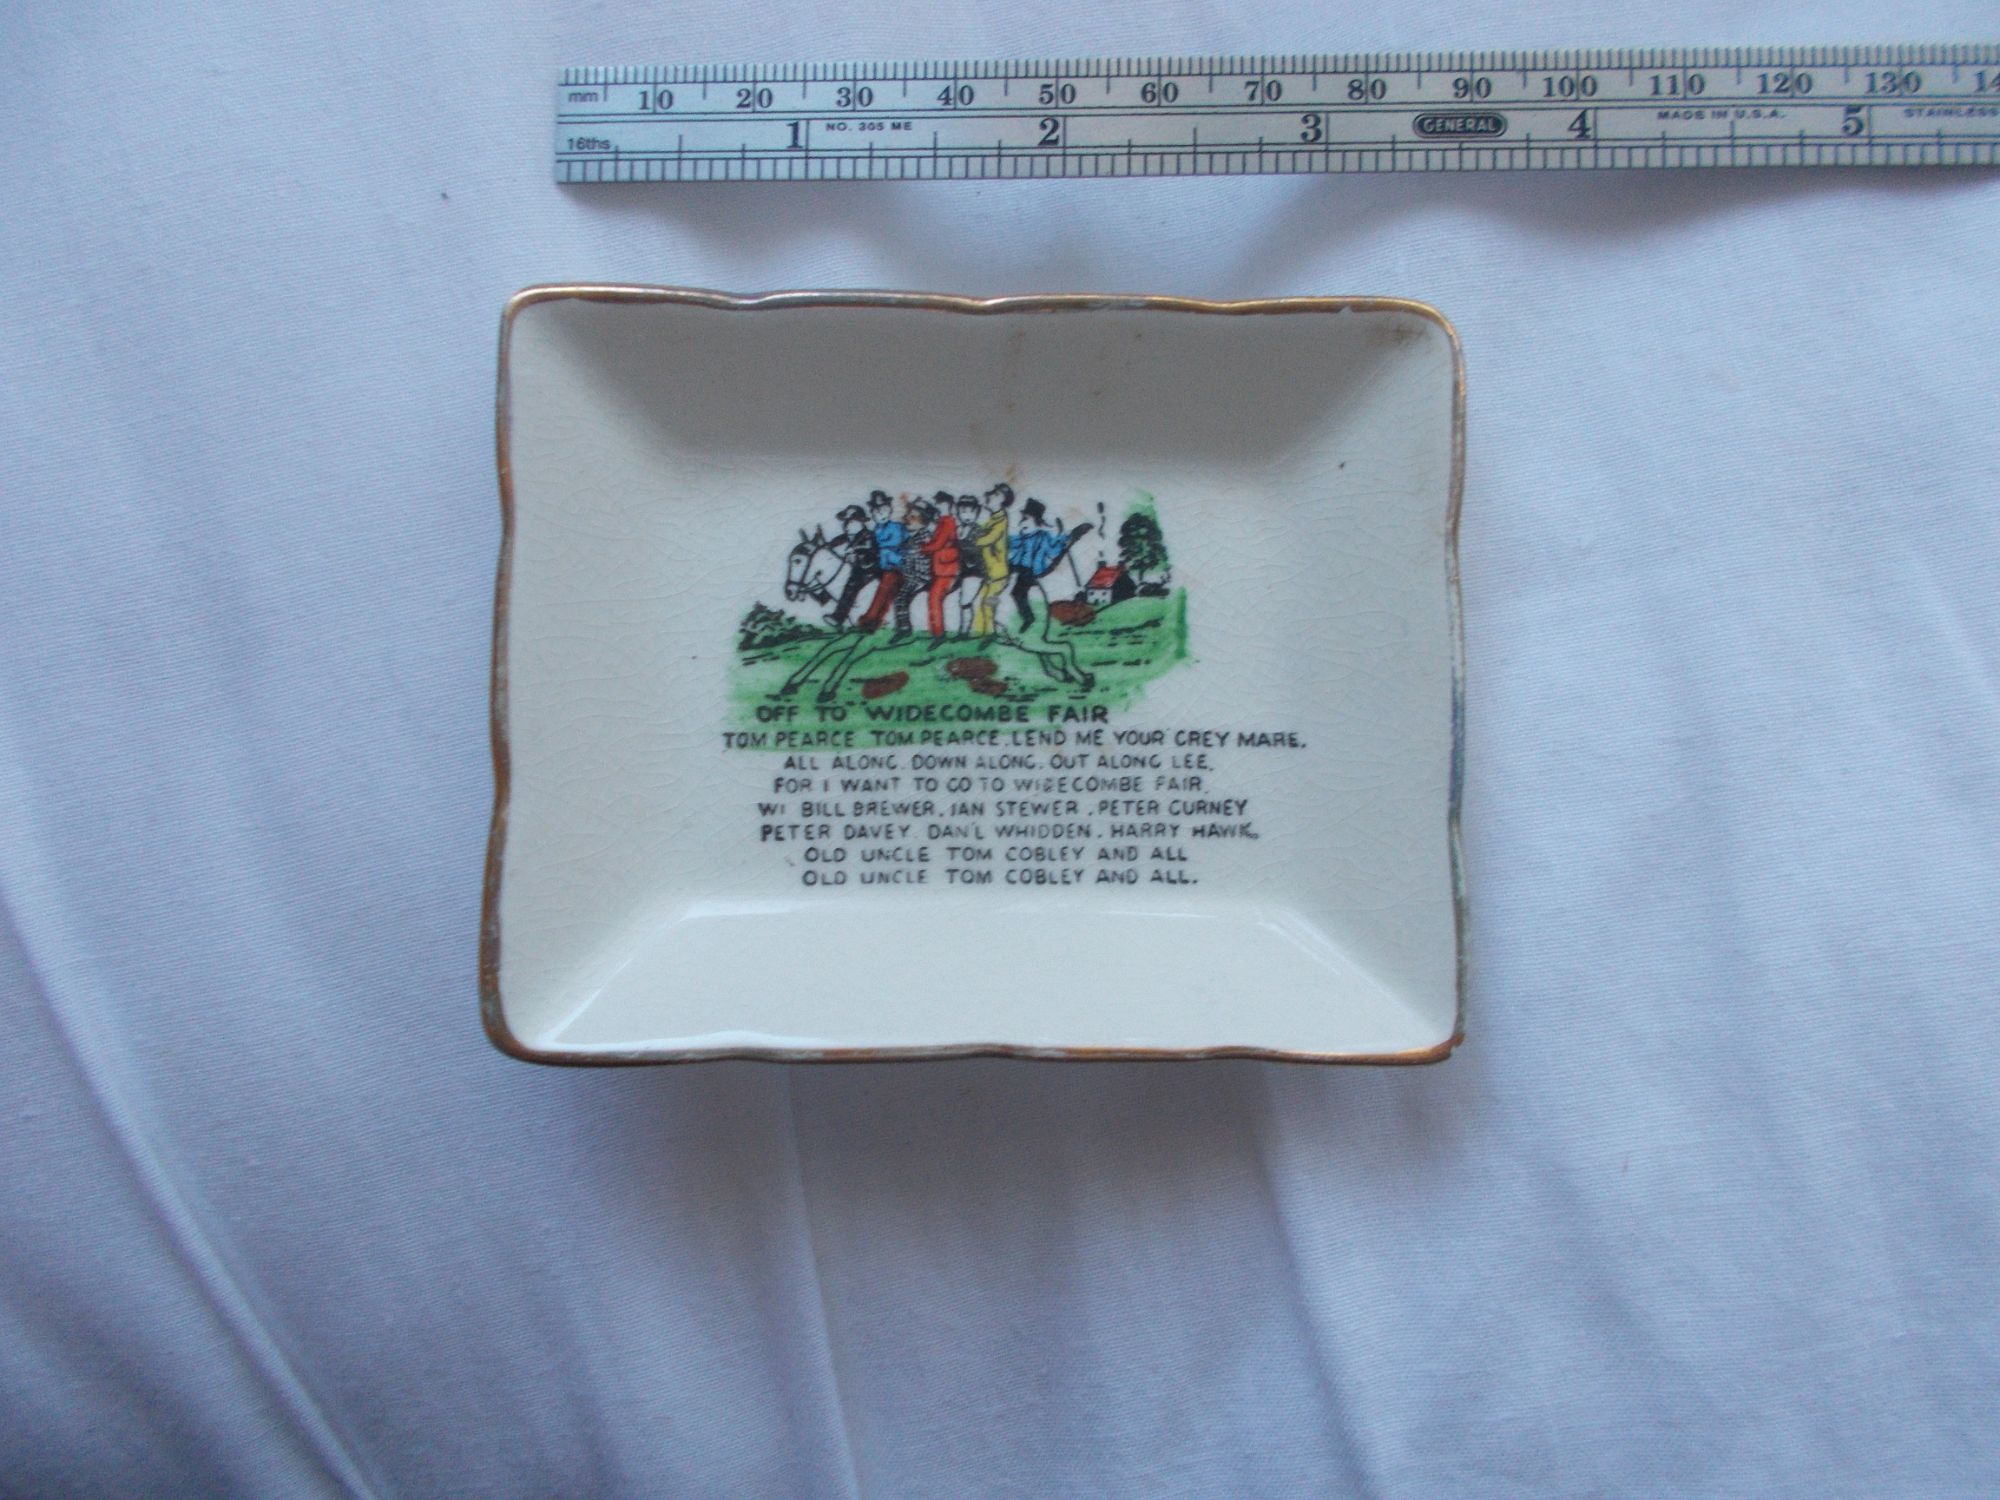 mm 10 20 30 40 50 60 70 80 90 100 110 120 130 14
1 NO. 305 ME 2 3 GENERAL 4 MADE IN U.S.A. 5 STAINLESS
16ths
OFF TO WIDECOMBE FAIR
TOM PEARCE TOM PEARCE. LEND ME YOUR GREY MARE.
ALL ALONG. DOWN ALONG. OUT ALONG LEE.
FOR I WANT TO GO TO WIDECOMBE FAIR.
WI BILL BREWER. JAN STEWER. PETER GURNEY
PETER DAVEY. DAN'L WHIDDEN. HARRY HAWK.
OLD UNCLE TOM COBLEY AND ALL
OLD UNCLE TOM COBLEY AND ALL.